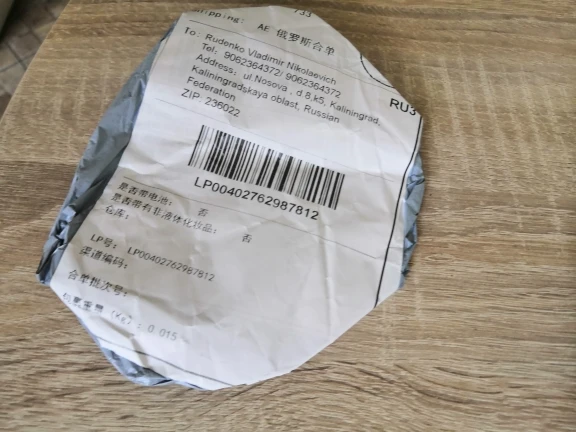 733
Shipping: AE 俄罗斯合单
To: Rudenko Vladimir Nikolaevich
Tel: 9062364372/ 9062364372
Address: ul.Nosova , d 8,k5, Kaliningrad,
Kaliningradskaya oblast, Russian
Federation
ZIP: 236022
RU3
LP00402762987812
是否带电池: 否
是否带有非液体化妆品: 否
仓库:
LP号: LP00402762987812
渠道编码:
合单批次号:
包裹重量 (Kg) : 0.015